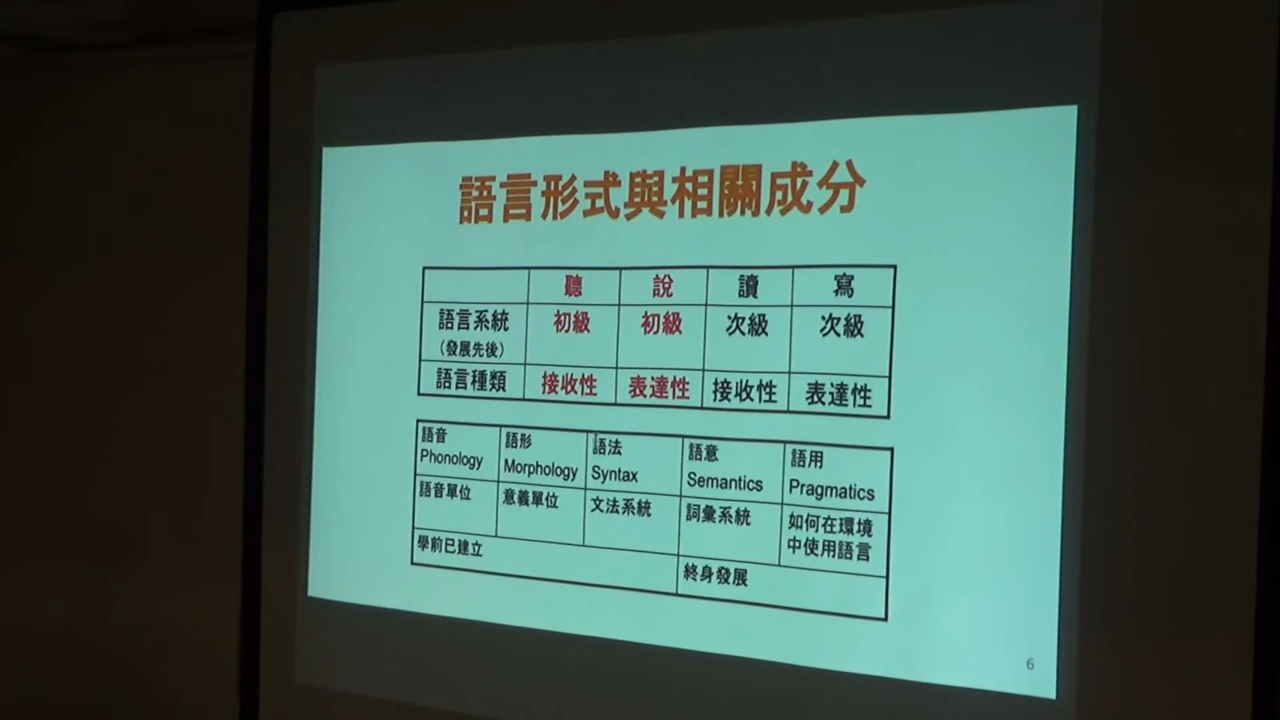 語言形式與相關成分
聽 說 讀 寫
語言系統 初級 初級 次級 次級
(發展先後)
語言種類 接收性 表達性 接收性 表達性
語音 語形 語法 語意 語用
Phonology Morphology Syntax Semantics Pragmatics
語音單位 意義單位 文法系統 詞彙系統 如何在環境
中使用語言
學前已建立 終身發展
6